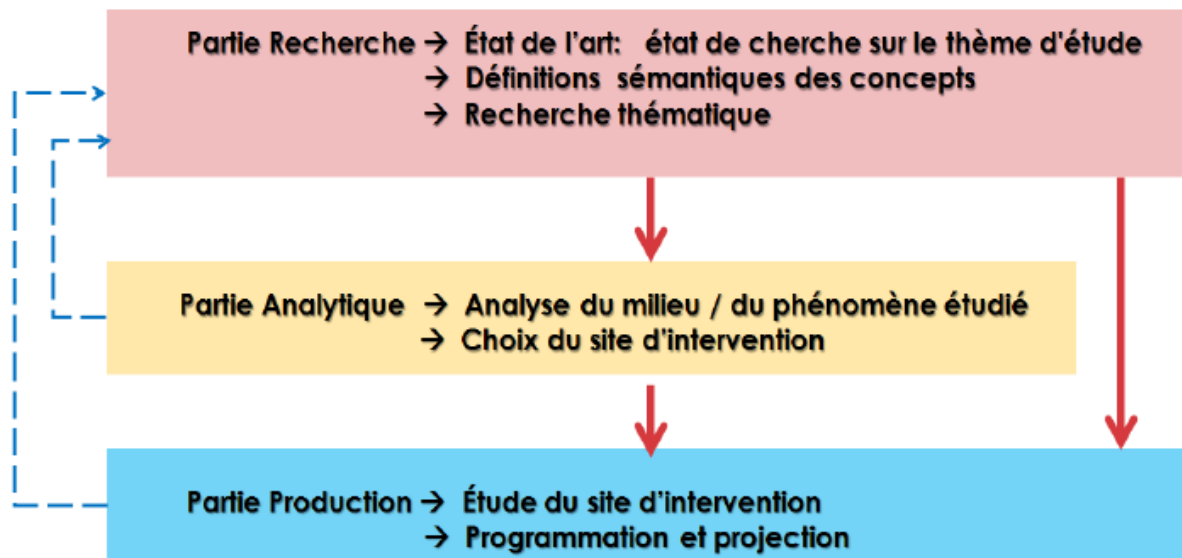 Partie Recherche → État de l’art: état de cherche sur le thème d'étude
→ Définitions sémantiques des concepts
→ Recherche thématique
Partie Analytique → Analyse du milieu / du phénomène étudié
→ Choix du site d’intervention
Partie Production → Étude du site d’intervention
→ Programmation et projection